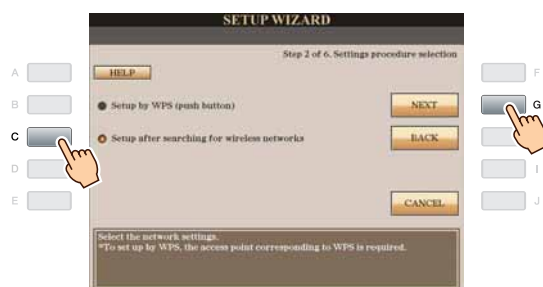 SETUP WIZARD
Step 2 of 6. Settings procedure selection
HELP
A
F
B
Setup by WPS (push button)
NEXT
G
C
Setup after searching for wireless networks
BACK
D
I
E
CANCEL
J
Select the network settings.
*To set up by WPS, the access point corresponding to WPS is required.